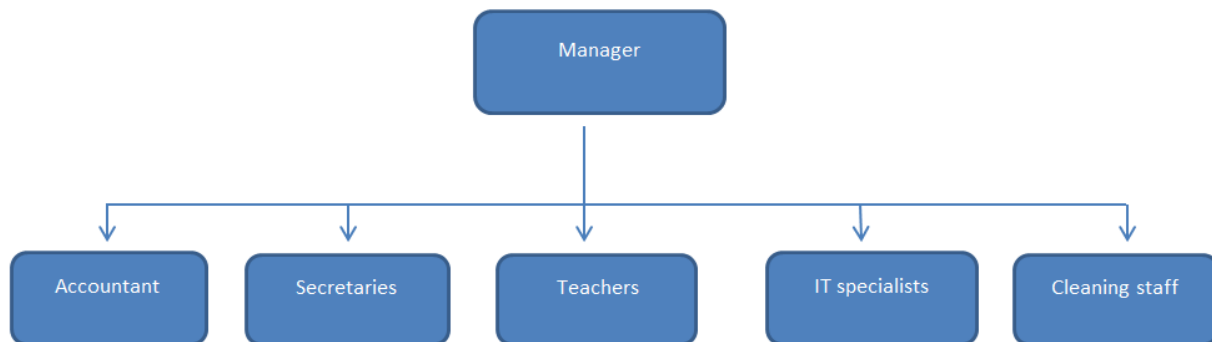 Manager
Accountant
Secretaries
Teachers
IT specialists
Cleaning staff